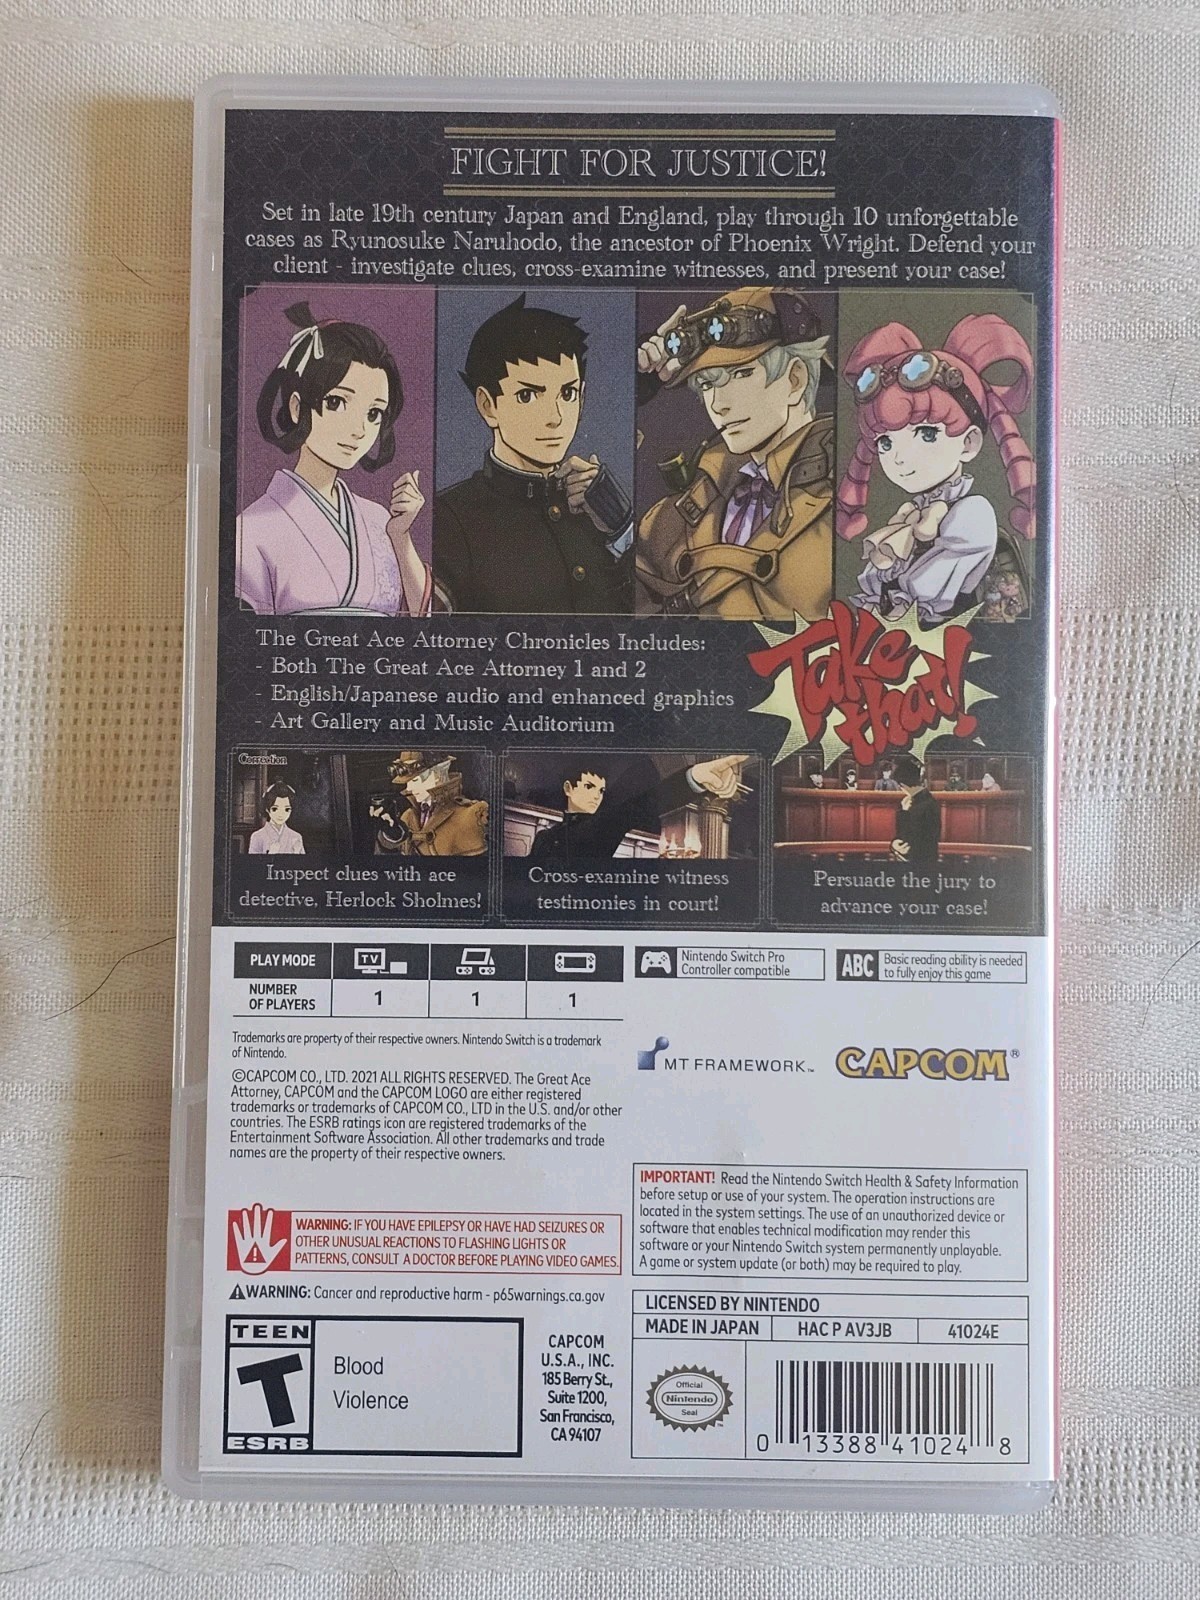 FIGHT FOR JUSTICE!
Set in late 19th century Japan and England, play through 10 unforgettable
cases as Ryunosuke Naruhodo, the ancestor of Phoenix Wright. Defend your
client - investigate clues, cross-examine witnesses, and present your case!
The Great Ace Attorney Chronicles Includes:
- Both The Great Ace Attorney 1 and 2
- English/Japanese audio and enhanced graphics
- Art Gallery and Music Auditorium
Take
that!
Correction
Inspect clues with ace
detective, Herlock Sholmes!
Cross-examine witness
testimonies in court!
Persuade the jury to
advance your case!
PLAY MODE
TV
NUMBER
OF PLAYERS
1
1
1
Nintendo Switch Pro
Controller compatible
ABC
Basic reading ability is needed
to fully enjoy this game
Trademarks are property of their respective owners. Nintendo Switch is a trademark
of Nintendo.
©CAPCOM CO., LTD. 2021 ALL RIGHTS RESERVED. The Great Ace
Attorney, CAPCOM and the CAPCOM LOGO are either registered
trademarks or trademarks of CAPCOM CO., LTD in the U.S. and/or other
countries. The ESRB ratings icon are registered trademarks of the
Entertainment Software Association. All other trademarks and trade
names are the property of their respective owners.
MT FRAMEWORK™
CAPCOM®
WARNING: IF YOU HAVE EPILEPSY OR HAVE HAD SEIZURES OR
OTHER UNUSUAL REACTIONS TO FLASHING LIGHTS OR
PATTERNS, CONSULT A DOCTOR BEFORE PLAYING VIDEO GAMES.
WARNING: Cancer and reproductive harm - p65warnings.ca.gov
IMPORTANT! Read the Nintendo Switch Health & Safety Information
before setup or use of your system. The operation instructions are
located in the system settings. The use of an unauthorized device or
software that enables technical modification may render this
software or your Nintendo Switch system permanently unplayable.
A game or system update (or both) may be required to play.
TEEN
T
ESRB
Blood
Violence
CAPCOM
U.S.A., INC.
185 Berry St.,
Suite 1200,
San Francisco,
CA 94107
LICENSED BY NINTENDO
MADE IN JAPAN
HAC P AV3JB
41024E
Official
Nintendo
Seal
0 13388 41024 8